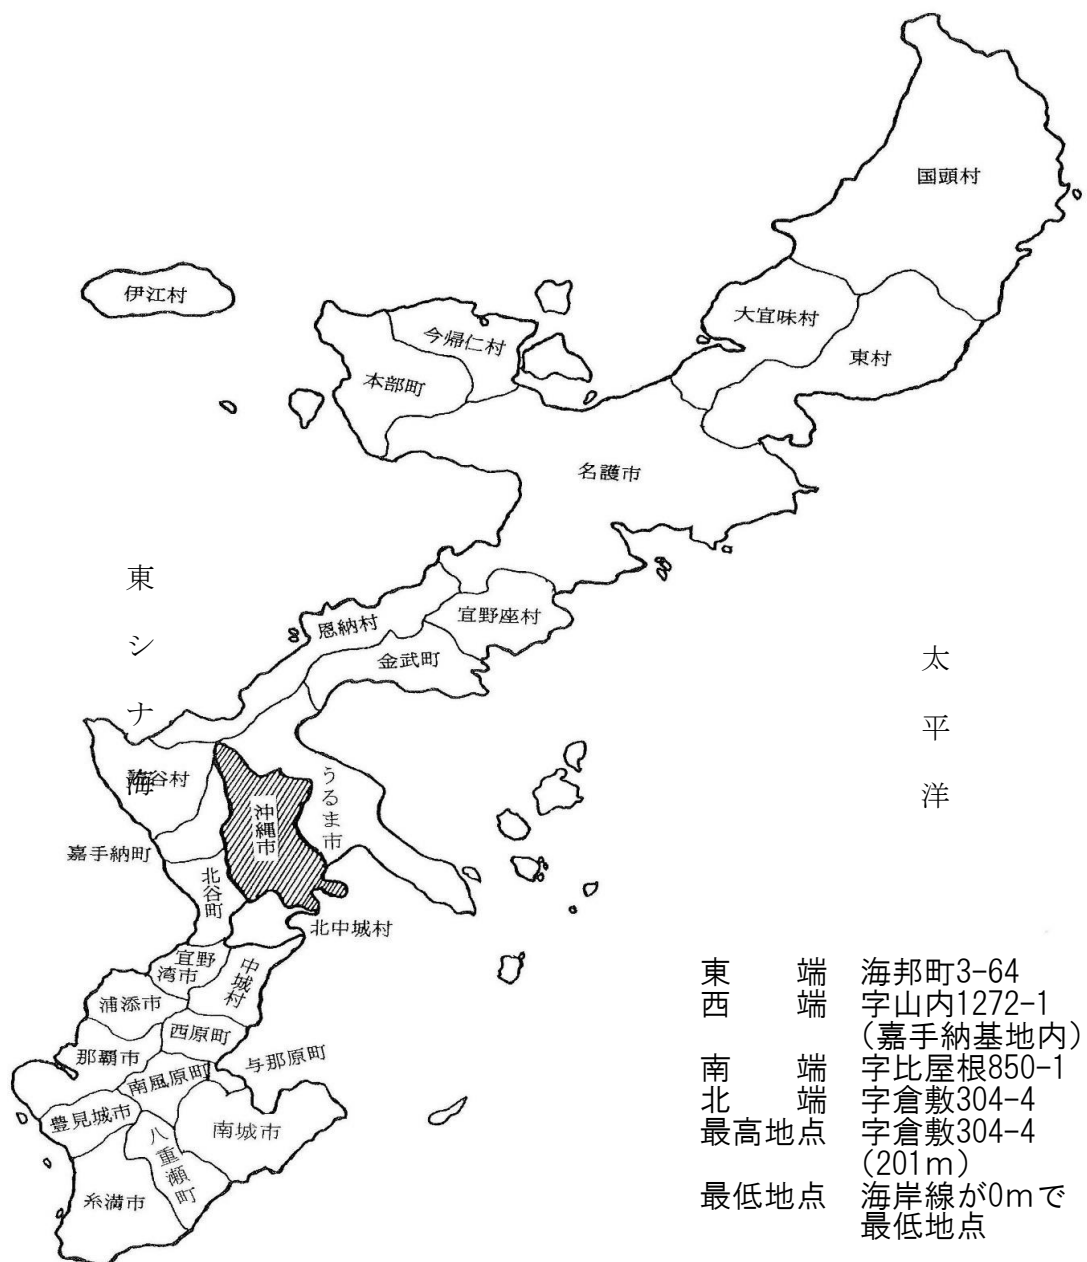 国頭村
大宜味村
東村
伊江村
今帰仁村
本部町
名護市
恩納村
宜野座村
金武町
東シナ海
太平洋
谷村
うるま市
沖縄市
嘉手納町
北谷町
北中城村
宜野
湾市
中城村
浦添市
西原町
那覇市
与那原町
南風原町
豊見城市
南城市
八重瀬町
糸満市
東　　端　海邦町3-64
西　　端　字山内1272-1
（嘉手納基地内）
南　　端　字比屋根850-1
北　　端　字倉敷304-4
最高地点　字倉敷304-4
（201ｍ）
最低地点　海岸線が0ｍで
最低地点